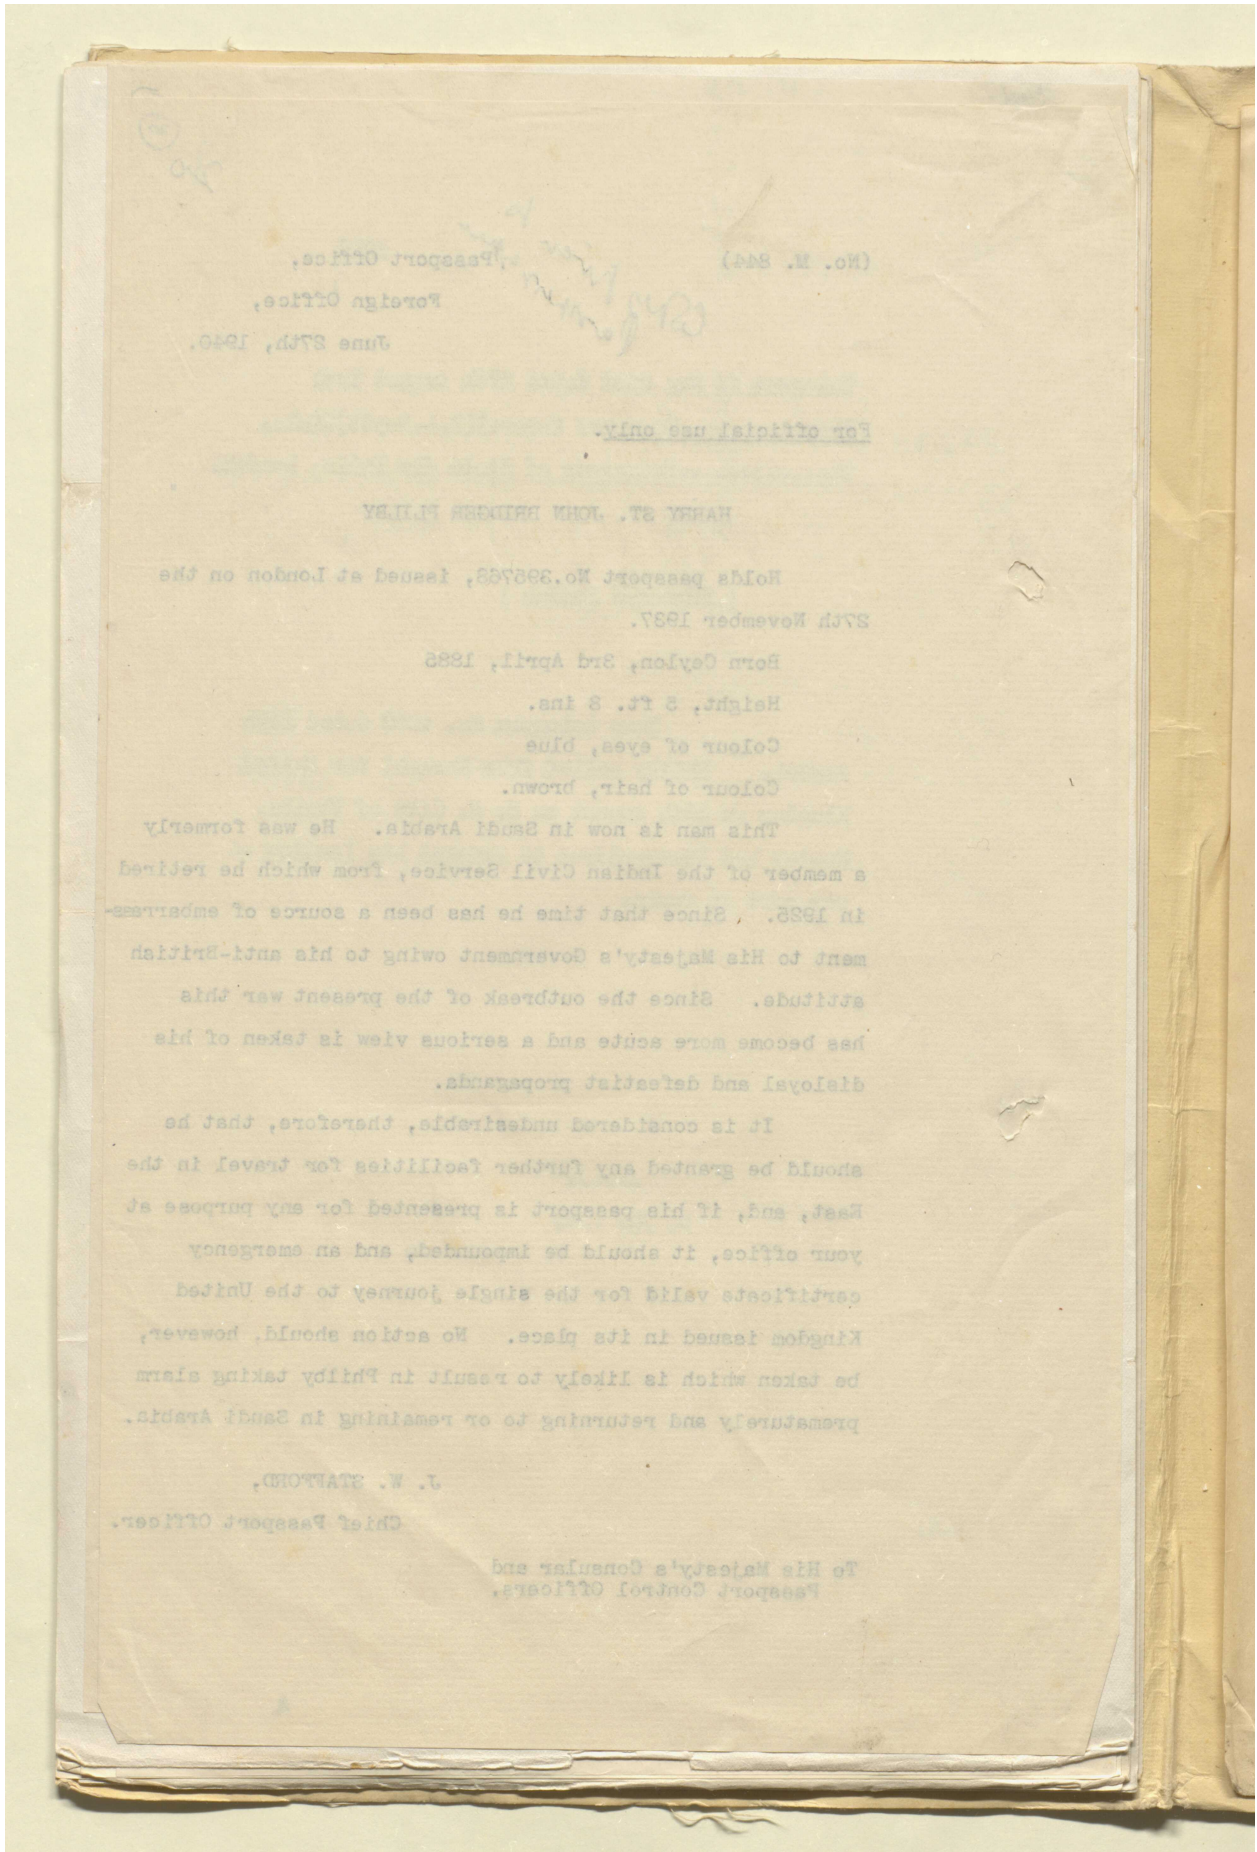 (No. M. 844)
Passport Office,
Foreign Office,
June 27th, 1940.
For official use only.
HARRY ST. JOHN BRIDGER PLILBY
Holds passport No.395768, issued at London on the
27th November 1937.
Born Ceylon, 3rd April, 1885
Height, 5 ft. 8 ins.
Colour of eyes, blue
Colour of hair, brown.
This man is now in Saudi Arabia. He was formerly
a member of the Indian Civil Service, from which he retired
in 1925. Since that time he has been a source of embarrass-
ment to His Majesty's Government owing to his anti-British
attitude. Since the outbreak of the present war this
has become more acute and a serious view is taken of his
disloyal and defeatist propaganda.
It is considered undesirable, therefore, that he
should be granted any further facilities for travel in the
East, and, if his passport is presented for any purpose at
your office, it should be impounded, and an emergency
certificate valid for the single journey to the United
Kingdom issued in its place. No action should, however,
be taken which is likely to result in Philby taking alarm
prematurely and returning to or remaining in Saudi Arabia.
J. W. STAFFORD,
Chief Passport Officer.
To His Majesty's Consular and
Passport Control Officers.